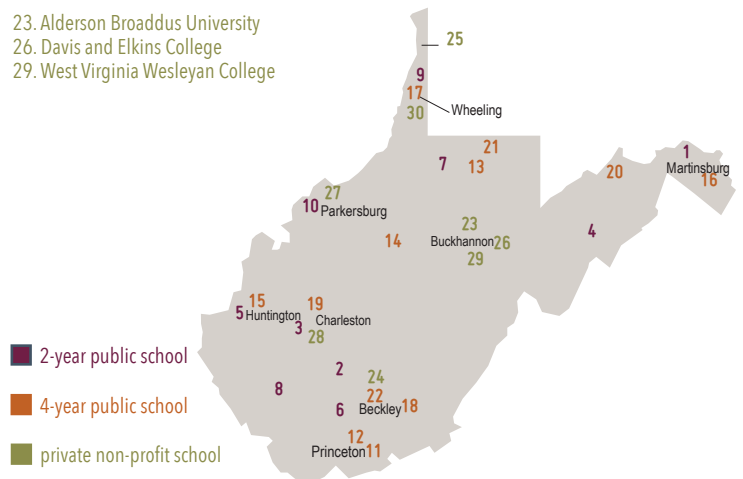 23. Alderson Broaddus University
26. Davis and Elkins College
29. West Virginia Wesleyan College
25
9
17
Wheeling
30
21
7
13
1
Martinsburg
20
16
27
10
Parkersburg
23
14
Buckhannon
26
4
29
15
19
5
Huntington
Charleston
3
28
2-year public school
2
24
8
22
4-year public school
6
Beckley
18
12
Princeton
11
private non-profit school